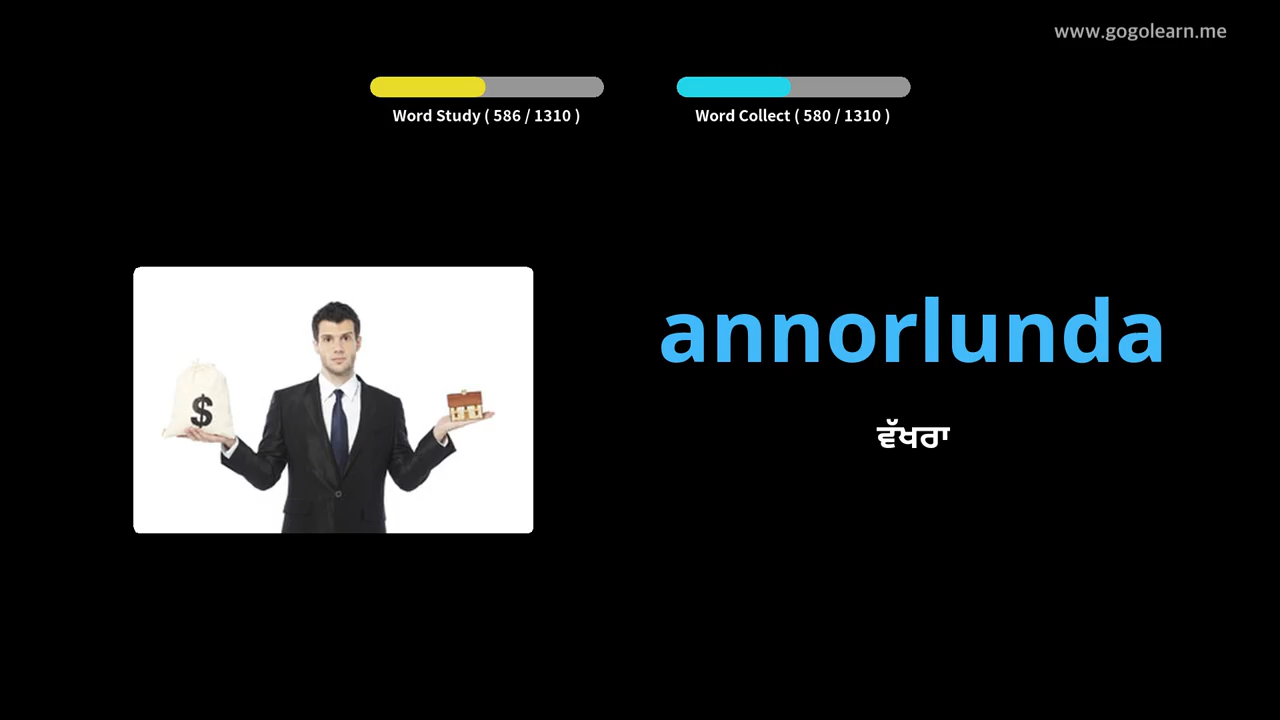 www.gogolearn.me
Word Study ( 586 / 1310 )
Word Collect ( 580 / 1310 )
$
annorlunda
ਵੱਖਰਾ